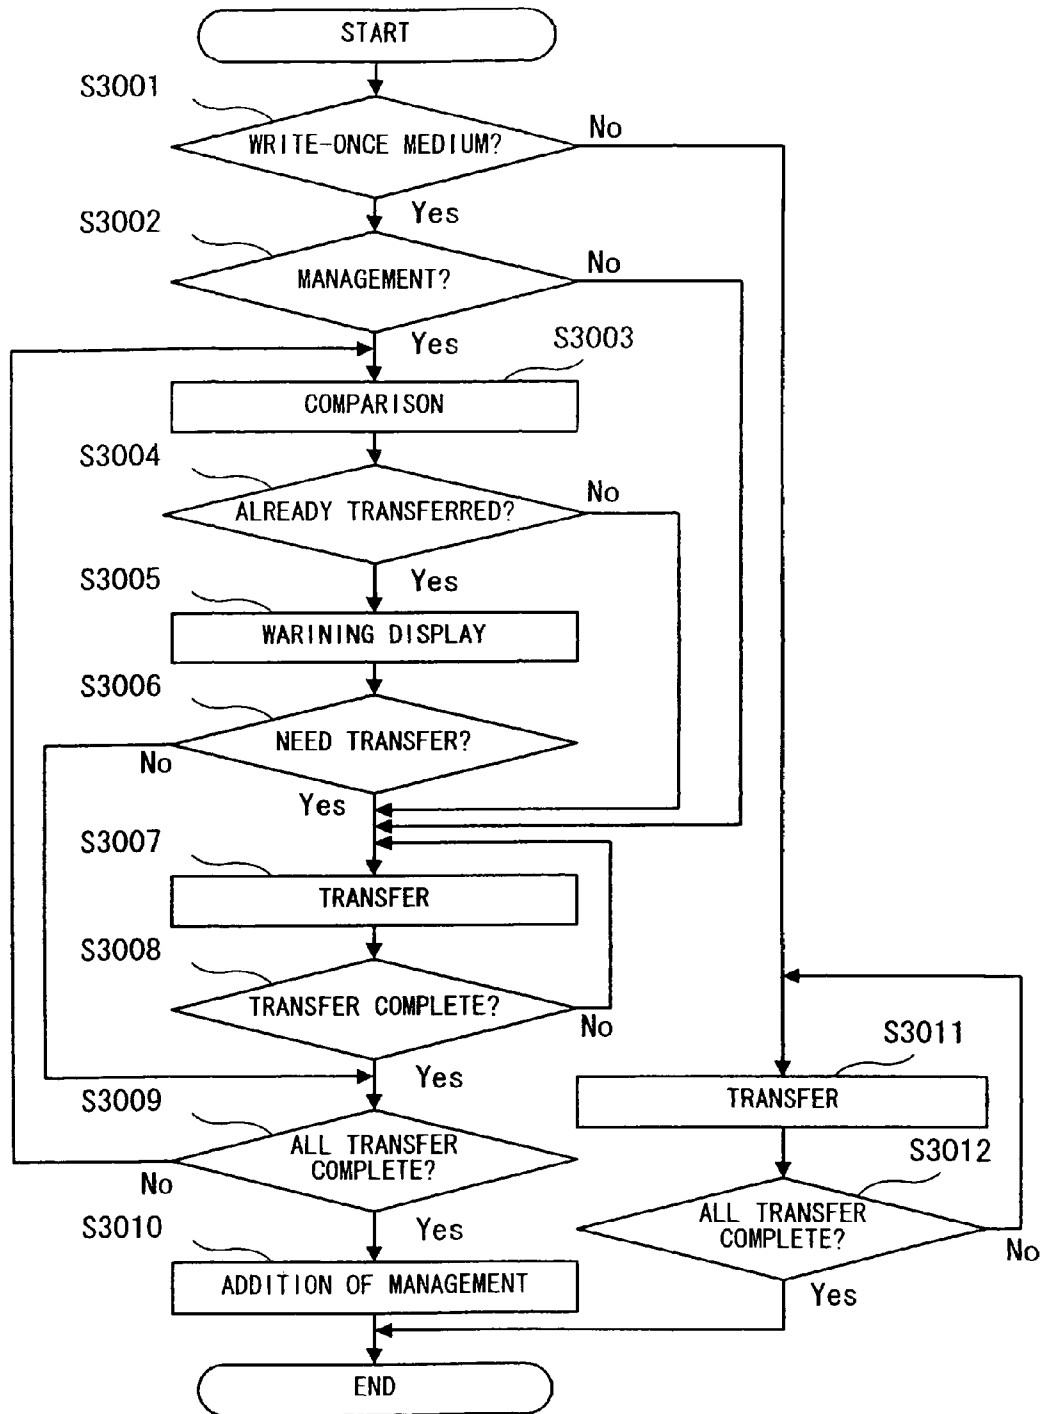 START
S3001
WRITE-ONCE MEDIUM?
No
Yes
S3002
MANAGEMENT?
No
Yes
S3003
COMPARISON
S3004
ALREADY TRANSFERRED?
No
Yes
S3005
WARINING DISPLAY
S3006
NEED TRANSFER?
No
Yes
S3007
TRANSFER
S3008
TRANSFER COMPLETE?
No
Yes
S3009
ALL TRANSFER
COMPLETE?
No
Yes
S3010
ADDITION OF MANAGEMENT
S3011
TRANSFER
S3012
ALL TRANSFER
COMPLETE?
No
Yes
END